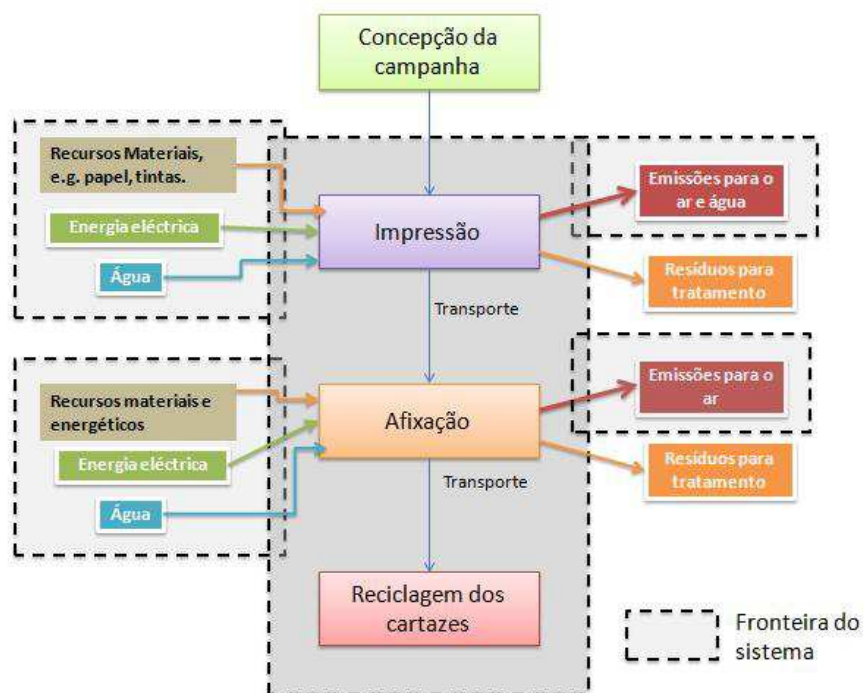 Concepção da
campanha
Recursos Materiais,
e.g. papel, tintas.
Energia eléctrica
Água
Impressão
Emissões para o
ar e água
Resíduos para
tratamento
Transporte
Recursos materiais e
energéticos
Energia eléctrica
Água
Afixação
Emissões para o
ar
Resíduos para
tratamento
Transporte
Reciclagem dos
cartazes
Fronteira do
sistema